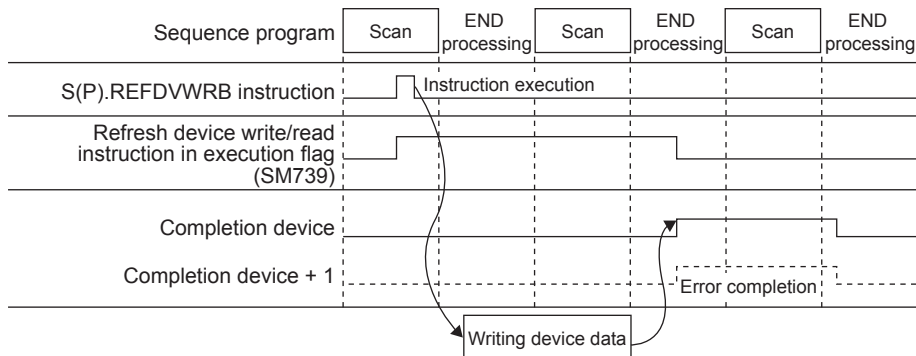 Sequence program
Scan
END
processing
Scan
END
processing
Scan
END
processing
S(P).REFDVWRB instruction
Instruction execution
Refresh device write/read
instruction in execution flag
(SM739)
Completion device
Completion device + 1
Error completion
Writing device data